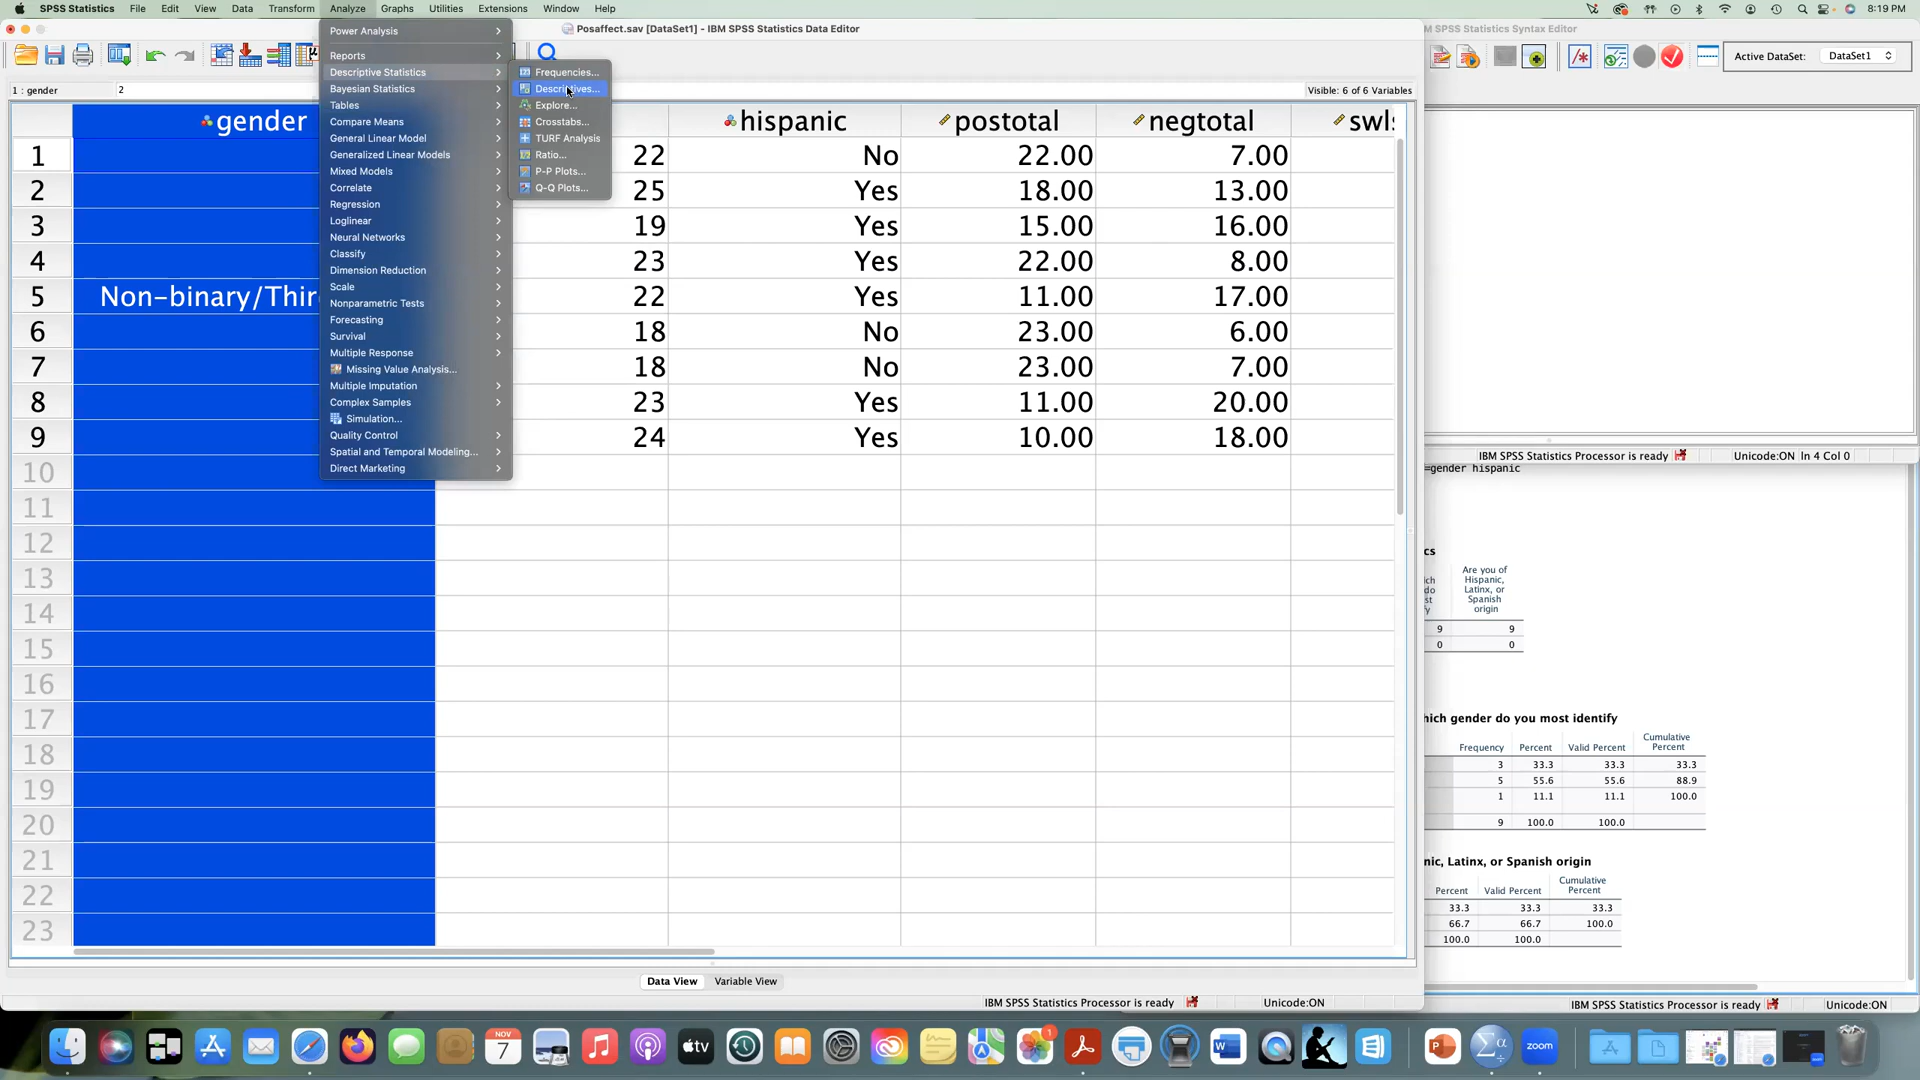 SPSS Statistics File Edit View Data Transform Analyze Graphs Utilities Extensions Window Help 8:19 PM
Posaffect.sav [DataSet1] - IBM SPSS Statistics Data Editor
IBM SPSS Statistics Syntax Editor
Active DataSet: DataSet1
1 : gender 2
Visible: 6 of 6 Variables
Power Analysis
Reports
Descriptive Statistics
Bayesian Statistics
Tables
Compare Means
General Linear Model
Generalized Linear Models
Mixed Models
Correlate
Regression
Loglinear
Neural Networks
Classify
Dimension Reduction
Scale
Nonparametric Tests
Forecasting
Survival
Multiple Response
Missing Value Analysis...
Multiple Imputation
Complex Samples
Simulation...
Quality Control
Spatial and Temporal Modeling...
Direct Marketing
Frequencies...
Descriptives...
Explore...
Crosstabs...
TURF Analysis
Ratio...
P-P Plots...
Q-Q Plots...
gender hispanic postotal negtotal swls
1 22 No 22.00 7.00
2 25 Yes 18.00 13.00
3 19 Yes 15.00 16.00
4 23 Yes 22.00 8.00
5 Non-binary/Thir 22 Yes 11.00 17.00
6 18 No 23.00 6.00
7 18 No 23.00 7.00
8 23 Yes 11.00 20.00
9 24 Yes 10.00 18.00
10
11
12
13
14
15
16
17
18
19
20
21
22
23
Data View Variable View
IBM SPSS Statistics Processor is ready Unicode:ON
IBM SPSS Statistics Processor is ready Unicode:ON ln 4 Col 0
=gender hispanic
cs
ich
do
st
fy
Are you of
Hispanic,
Latinx, or
Spanish
origin
9 9
0 0
hich gender do you most identify
Frequency Percent Valid Percent Cumulative Percent
3 33.3 33.3 33.3
5 55.6 55.6 88.9
1 11.1 11.1 100.0
9 100.0 100.0
nic, Latinx, or Spanish origin
Percent Valid Percent Cumulative Percent
33.3 33.3 33.3
66.7 66.7 100.0
100.0 100.0
IBM SPSS Statistics Processor is ready Unicode:ON
NOV
7
tv
1
W
P
zoom